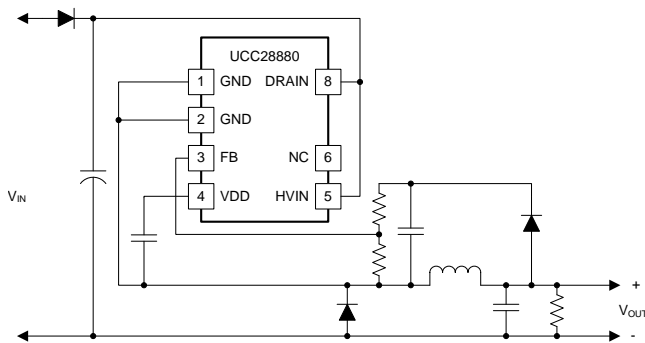 UCC28880
1 GND DRAIN 8
2 GND
3 FB NC 6
4 VDD HVIN 5
VIN
+
VOUT
-